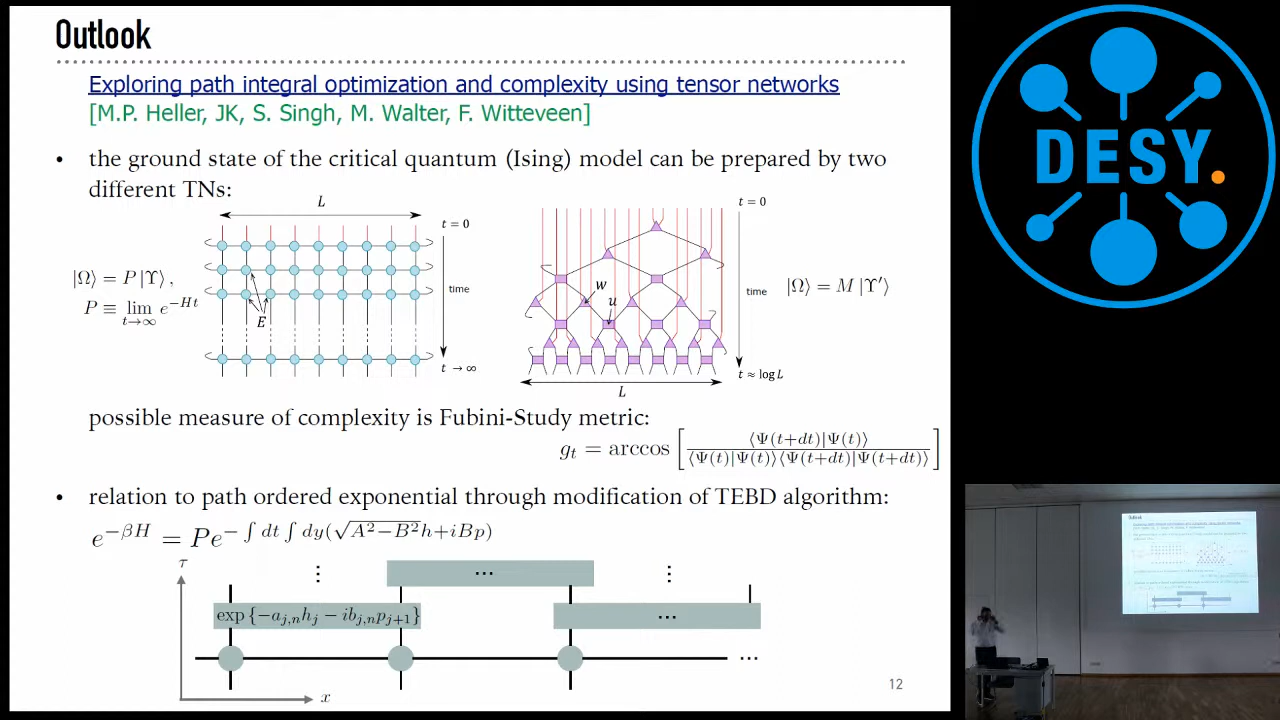 Outlook
Exploring path integral optimization and complexity using tensor networks
[M.P. Heller, JK, S. Singh, M. Walter, F. Witteveen]
• the ground state of the critical quantum (Ising) model can be prepared by two
different TNs:
L
t = 0
|Ω⟩ = P |Υ⟩ ,
P ≡ lim_{t→∞} e^{−Ht}
E
time
t → ∞
t = 0
w
u
time
|Ω⟩ = M |Υ′⟩
t ≈ log L
L
possible measure of complexity is Fubini-Study metric:
g_t = arccos [ ⟨Ψ(t+dt)|Ψ(t)⟩ / ⟨Ψ(t)|Ψ(t)⟩⟨Ψ(t+dt)|Ψ(t+dt)⟩ ]
• relation to path ordered exponential through modification of TEBD algorithm:
e^{−βH} = Pe^{− ∫ dt ∫ dy(√A²−B²h+iBp)}
τ
⋮ ... ⋮
exp {−a_{j,n}h_j − ib_{j,n}p_{j+1}} ...
...
x
12
DESY.